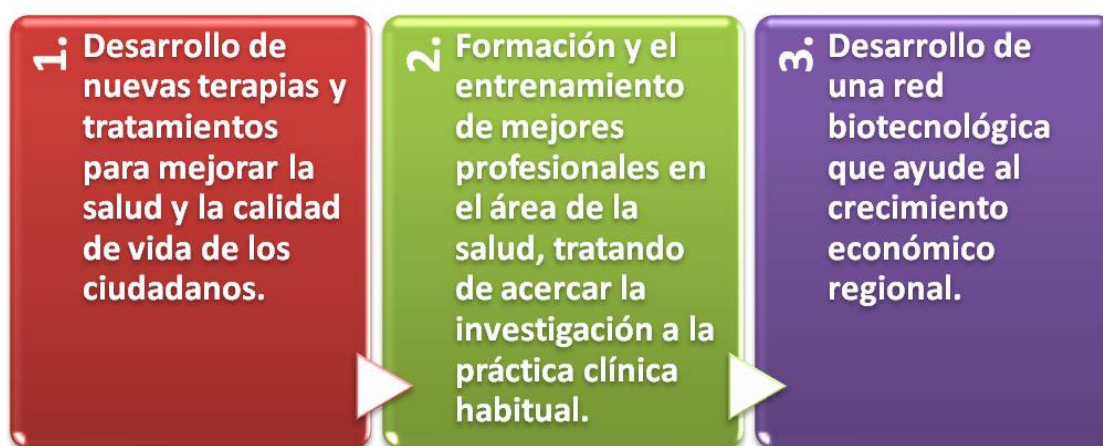 1. Desarrollo de
nuevas terapias y
tratamientos
para mejorar la
salud y la calidad
de vida de los
ciudadanos.
2. Formación y el
entrenamiento
de mejores
profesionales en
el área de la
salud, tratando
de acercar la
investigación a la
práctica clínica
habitual.
3. Desarrollo de
una red
biotecnológica
que ayude al
crecimiento
económico
regional.